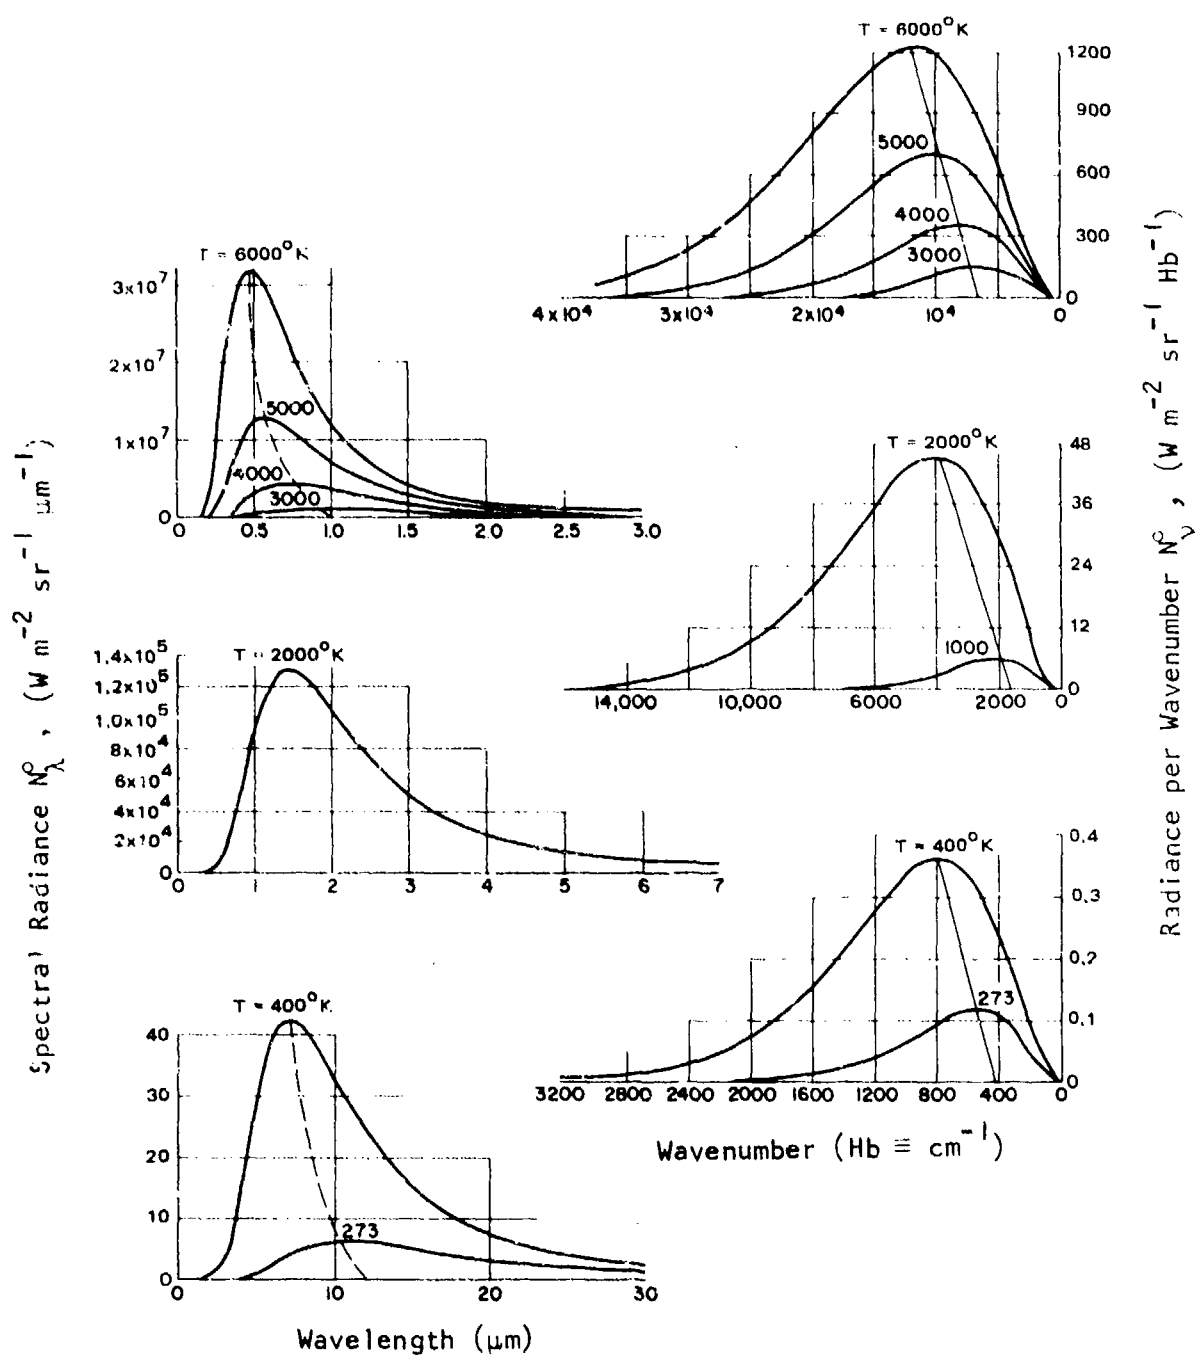 Spectral Radiance N°λ, (W m⁻² sr⁻¹ μm⁻¹)
T = 6000°K
3x10⁷
2x10⁷
1x10⁷
0
5000
4000
3000
0 0.5 1.0 1.5 2.0 2.5 3.0
T = 2000°K
1.4x10⁵
1.2x10⁵
1.0x10⁵
8x10⁴
6x10⁴
4x10⁴
2x10⁴
0
0 1 2 3 4 5 6 7
T = 400°K
40
30
20
10
0
273
0 10 20 30
Wavelength (μm)
T = 6000°K
1200
900
600
300
0
5000
4000
3000
4x10⁴ 3x10⁴ 2x10⁴ 10⁴ 0
T = 2000°K
48
36
24
12
0
1000
14,000 10,000 6000 2000 0
T = 400°K
0.4
0.3
0.2
0.1
0
273
3200 2800 2400 2000 1600 1200 800 400 0
Wavenumber (Hb ≡ cm⁻¹)
Radiance per Wavenumber N°ν, (W m⁻² sr⁻¹ Hb⁻¹)